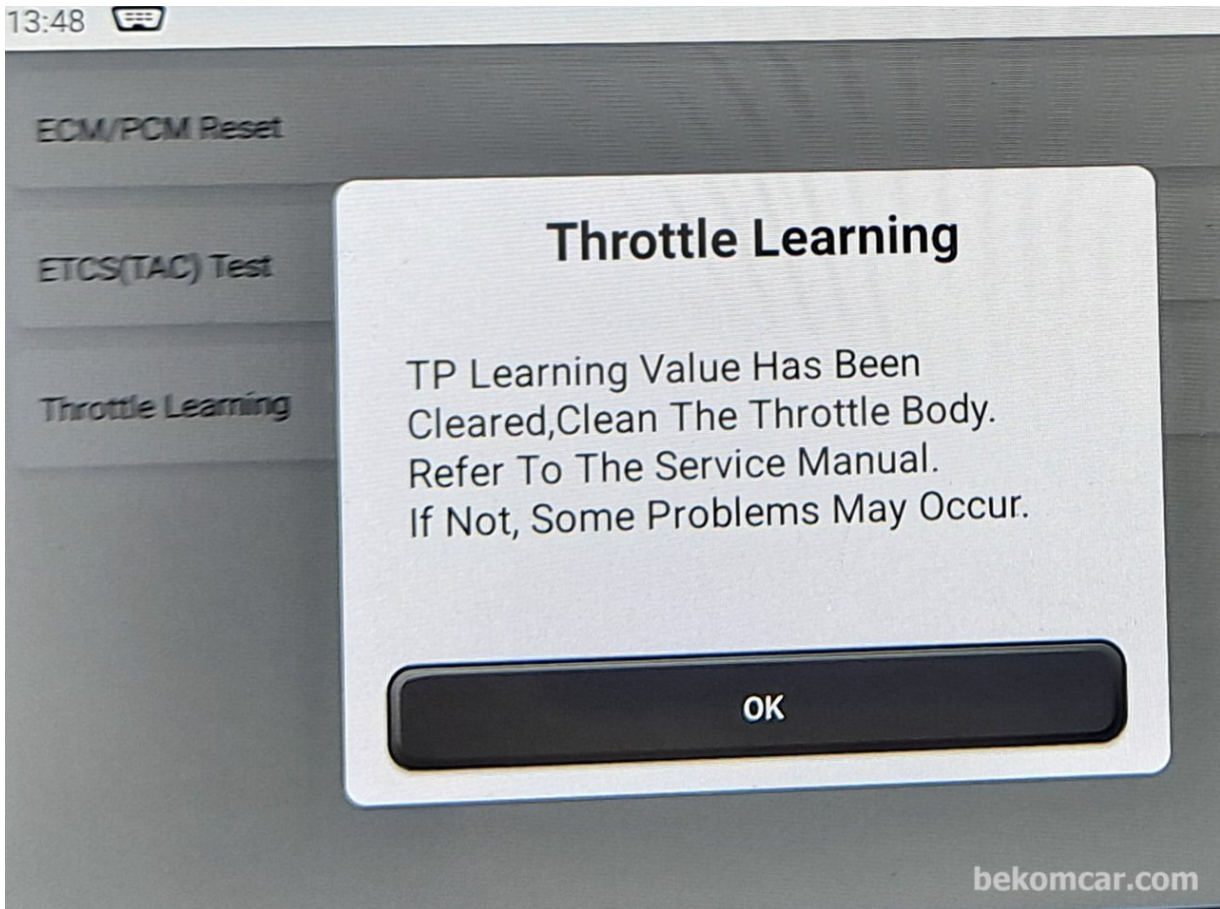 13:48
ECM/PCM Reset
ETCS(TAC) Test
Throttle Learning
Throttle Learning
TP Learning Value Has Been
Cleared,Clean The Throttle Body.
Refer To The Service Manual.
If Not, Some Problems May Occur.
OK
bekomcar.com